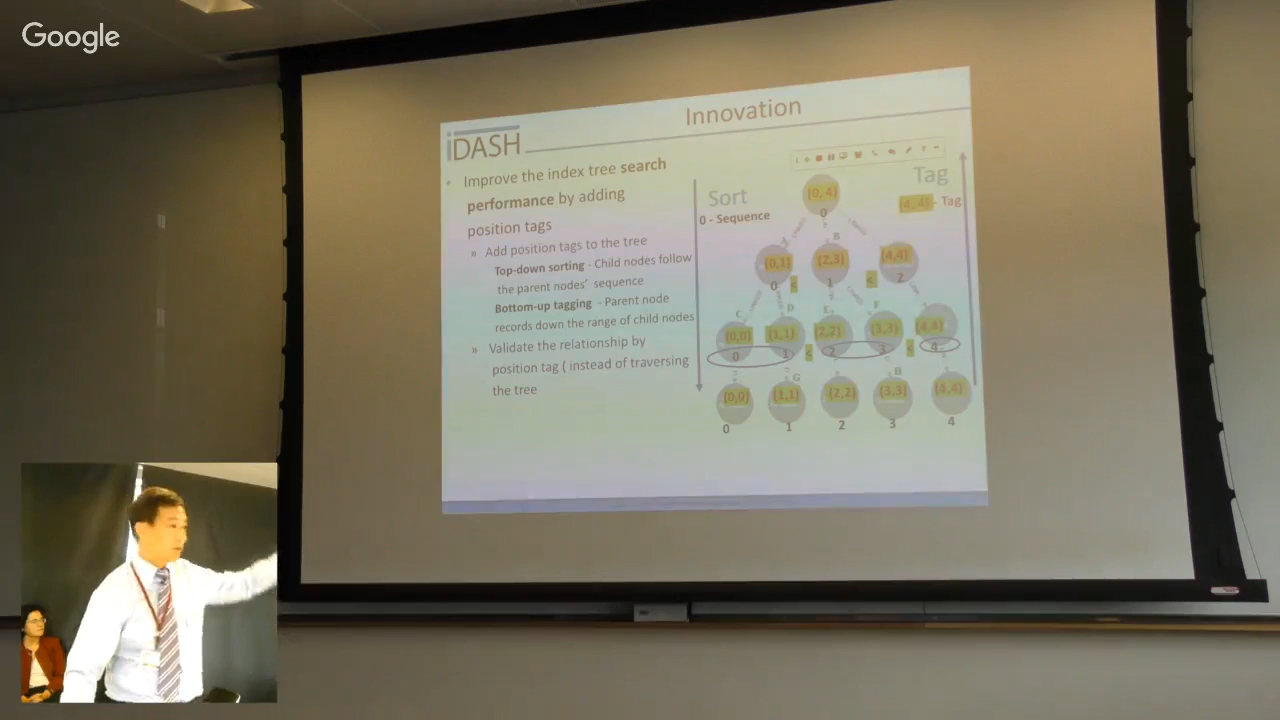 Google
Innovation
iDASH
Improve the index tree search
performance by adding
position tags
» Add position tags to the tree
Top-down sorting - Child nodes follow
the parent nodes' sequence
Bottom-up tagging - Parent node
records down the range of child nodes
» Validate the relationship by
position tag ( instead of traversing
the tree
Sort
0 - Sequence
Tag
[4, 4] - Tag
[0, 4]
0
A
B
[0,1]
[2,3]
[4,4]
0
1
2
C
D
E
F
[0,0]
[1,1]
[2,2]
[3,3]
[4,4]
0
1
2
3
4
G
H
[0,0]
[1,1]
[2,2]
[3,3]
[4,4]
0
1
2
3
4